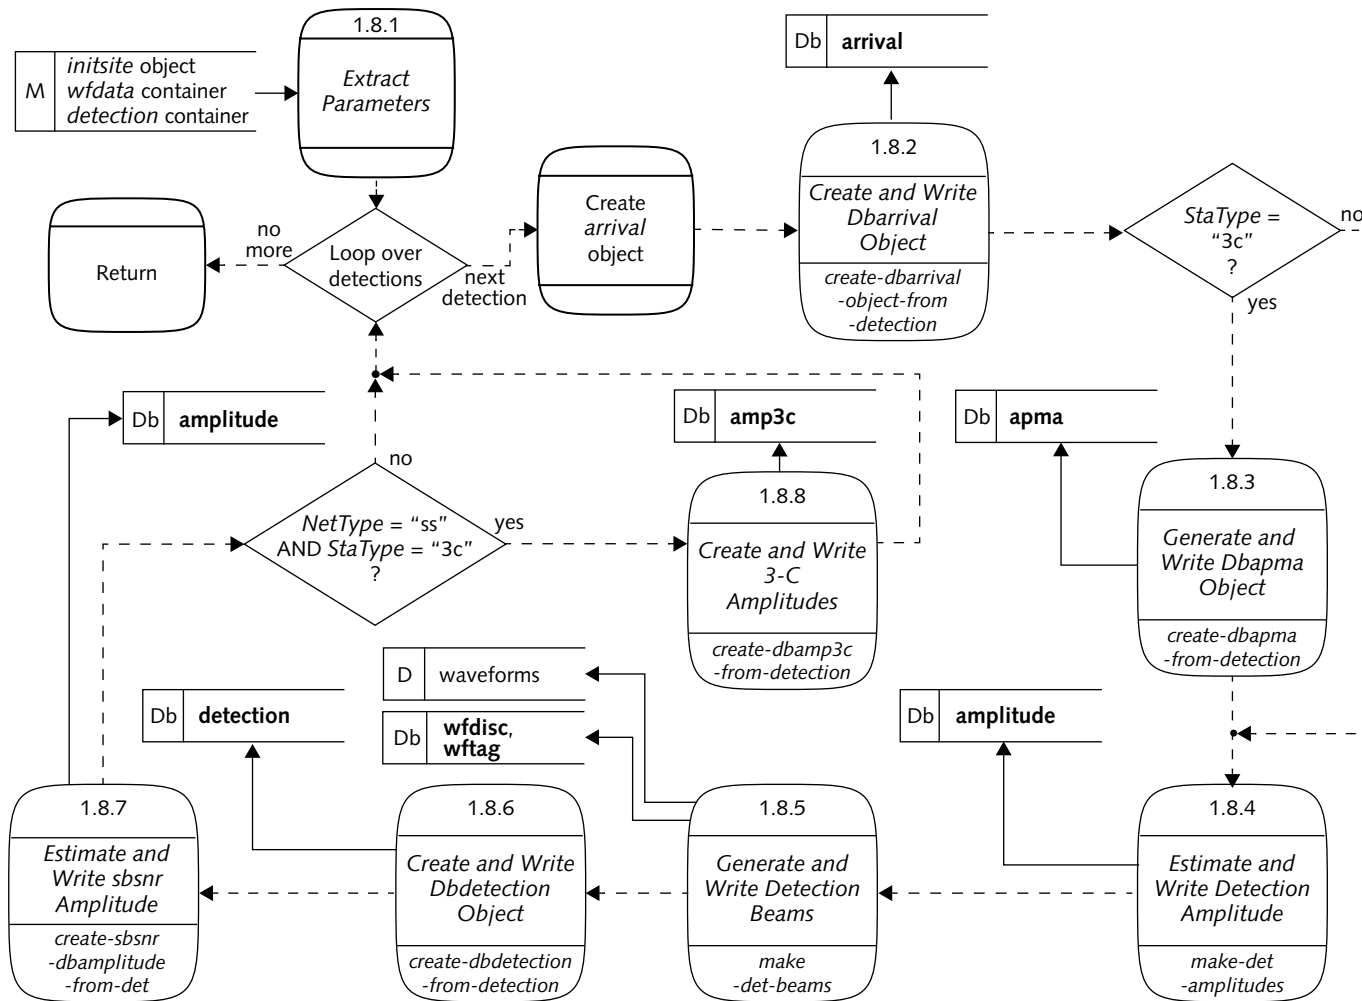 1.8.1
Extract
Parameters
M
initsite object
wfdata container
detection container
Db
arrival
1.8.2
Create and Write
Dbarrival
Object
create-dbarrival
-object-from
-detection
StaType =
“3c”
?
no
yes
Return
no
more
Loop over
detections
next
detection
Create
arrival
object
Db
amplitude
Db
amp3c
Db
apma
no
NetType = “ss”
AND StaType = “3c”
?
yes
1.8.8
Create and Write
3-C
Amplitudes
create-dbamp3c
-from-detection
1.8.3
Generate and
Write Dbapma
Object
create-dbapma
-from-detection
D
waveforms
Db
detection
Db
wfdisc,
wftag
Db
amplitude
1.8.7
Estimate and
Write sbsnr
Amplitude
create-sbsnr
-dbamplitude
-from-det
1.8.6
Create and Write
Dbdetection
Object
create-dbdetection
-from-detection
1.8.5
Generate and
Write Detection
Beams
make
-det-beams
1.8.4
Estimate and
Write Detection
Amplitude
make-det
-amplitudes